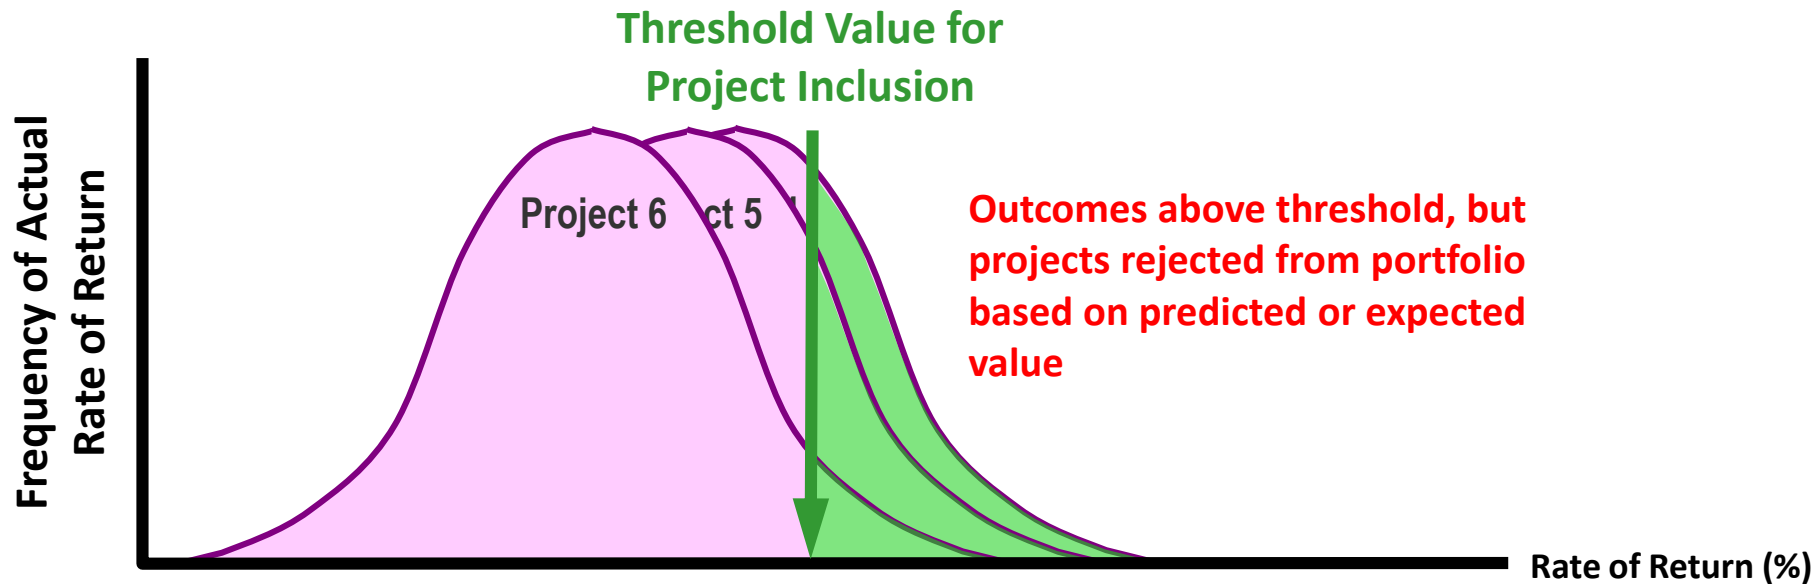 Threshold Value for
Project Inclusion
Frequency of Actual
Rate of Return
Project 6
ct 5
Outcomes above threshold, but
projects rejected from portfolio
based on predicted or expected
value
Rate of Return (%)